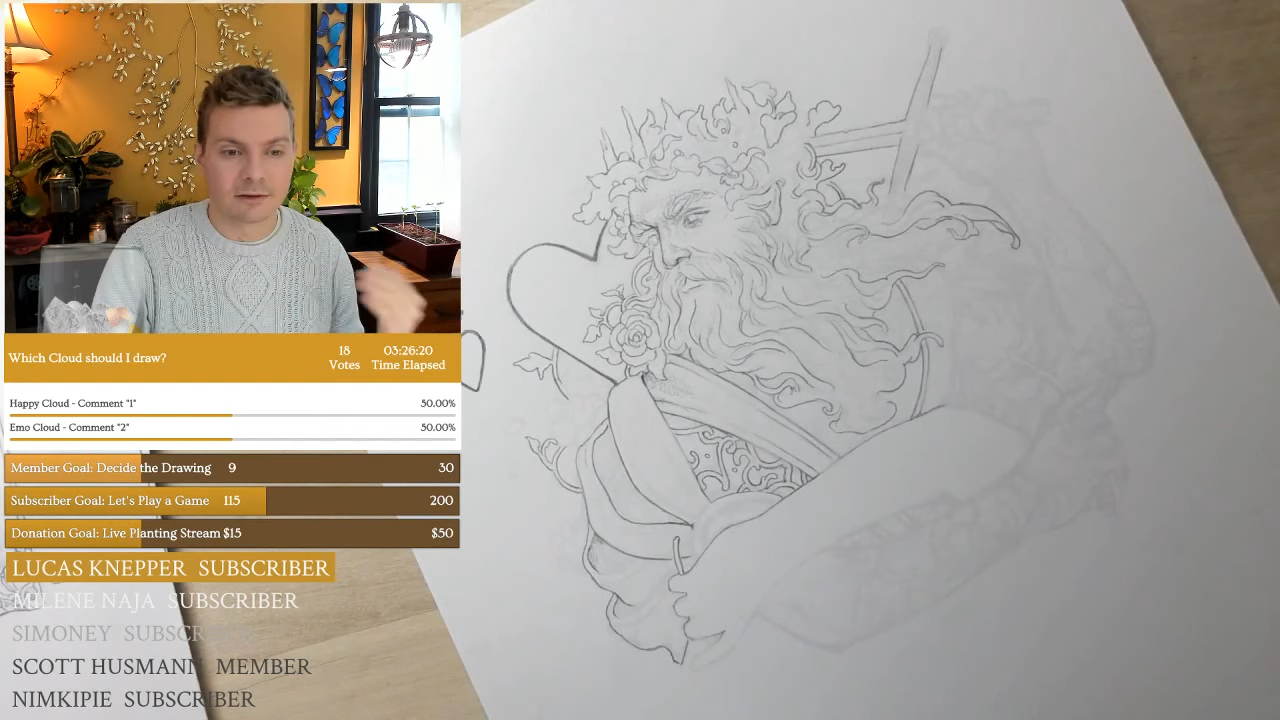 Which Cloud should I draw?
18 Votes
03:26:20 Time Elapsed
Happy Cloud - Comment "1" 50.00%
Emo Cloud - Comment "2" 50.00%
Member Goal: Decide the Drawing 9 30
Subscriber Goal: Let's Play a Game 115 200
Donation Goal: Live Planting Stream $15 $50
LUCAS KNEPPER SUBSCRIBER
MILENE NAJA SUBSCRIBER
SIMONEY
SCOTT HUSMANN MEMBER
NIMKIPIE SUBSCRIBER